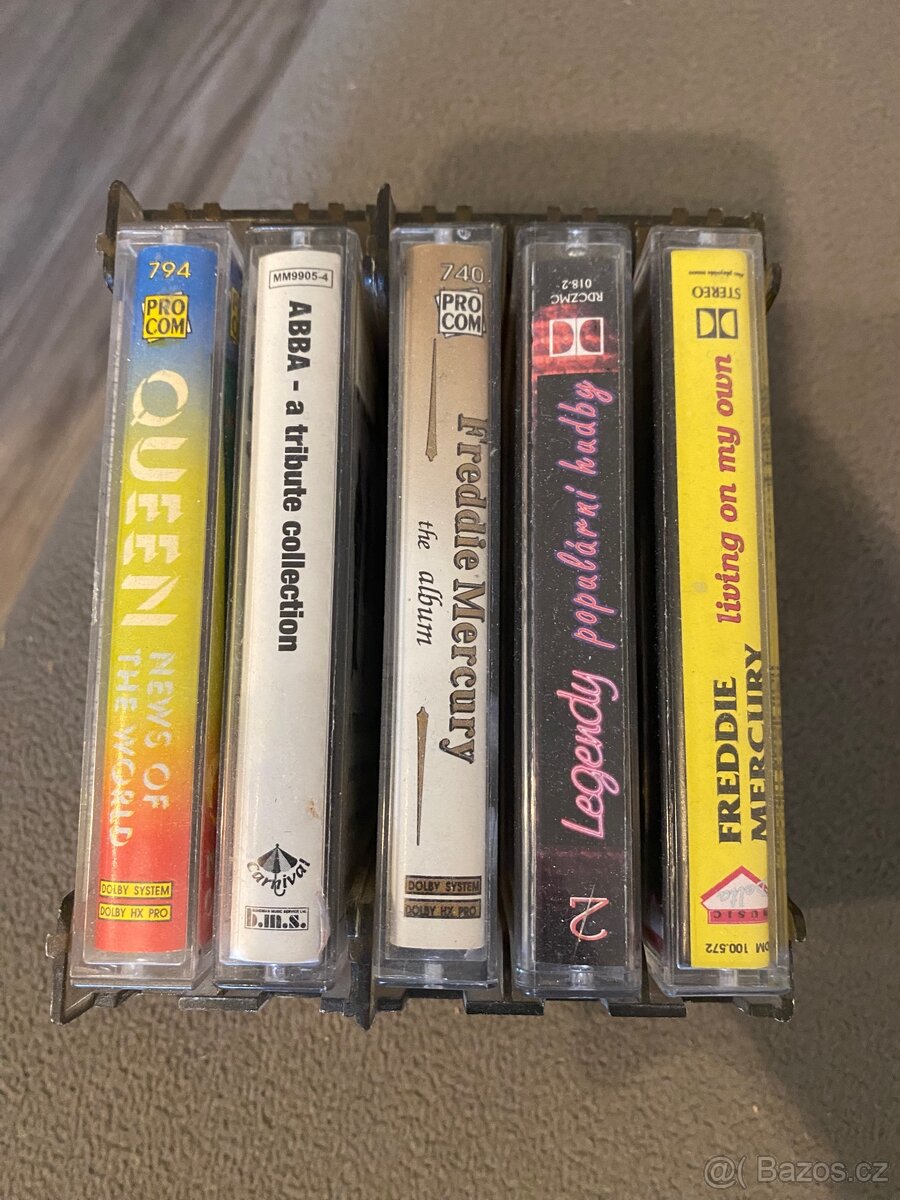 794
PRO
COM
QUEEN
NEWS OF
THE WORLD
DOLBY SYSTEM
DOLBY HX PRO
MM9905-4
ABBA - a tribute collection
Carnival
b.m.s.
740
PRO
COM
Freddie Mercury
the album
DOLBY SYSTEM
DOLBY HX PRO
RDCZMC
018-2
Legendy populární hudby
STEREO
FREDDIE
MERCURY
living on my own
MUSIC
OM 100.572
@( Bazos.cz